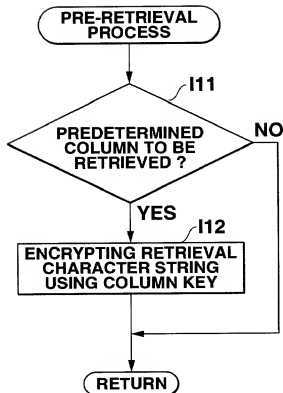 PRE-RETRIEVAL
PROCESS
I11
PREDETERMINED
COLUMN TO BE
RETRIEVED ?
NO
YES
I12
ENCRYPTING RETRIEVAL
CHARACTER STRING
USING COLUMN KEY
RETURN